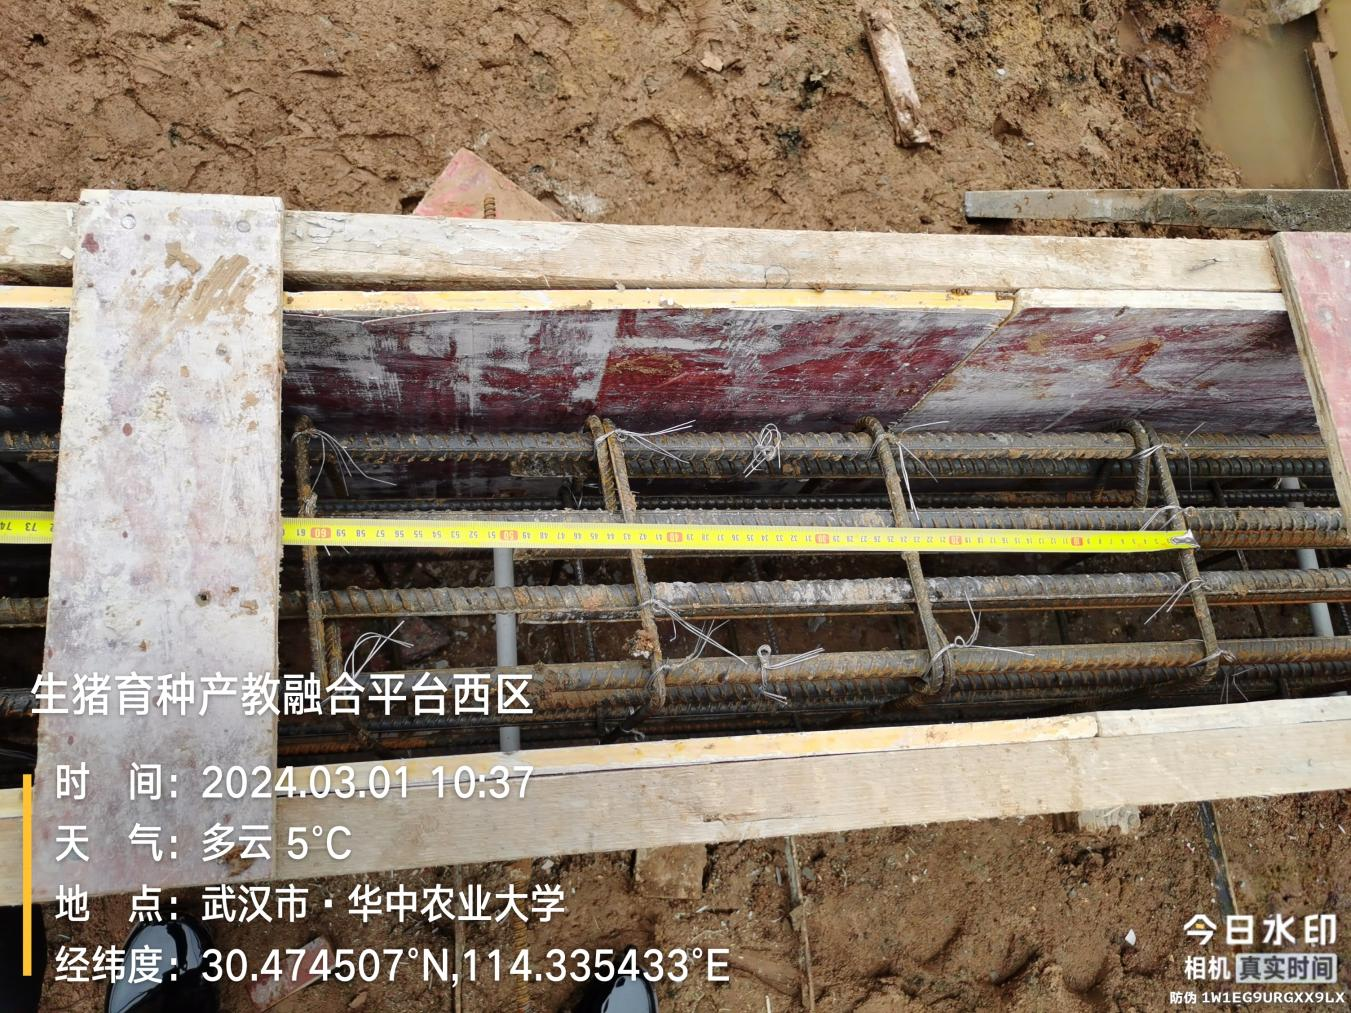 生猪育种产教融合平台西区
时 间：2024.03.01 10:37
天 气：多云 5℃
地 点：武汉市·华中农业大学
经纬度：30.474507°N,114.335433°E
今日水印
相机 真实时间
防伪 1W1EG9URGXX9LX